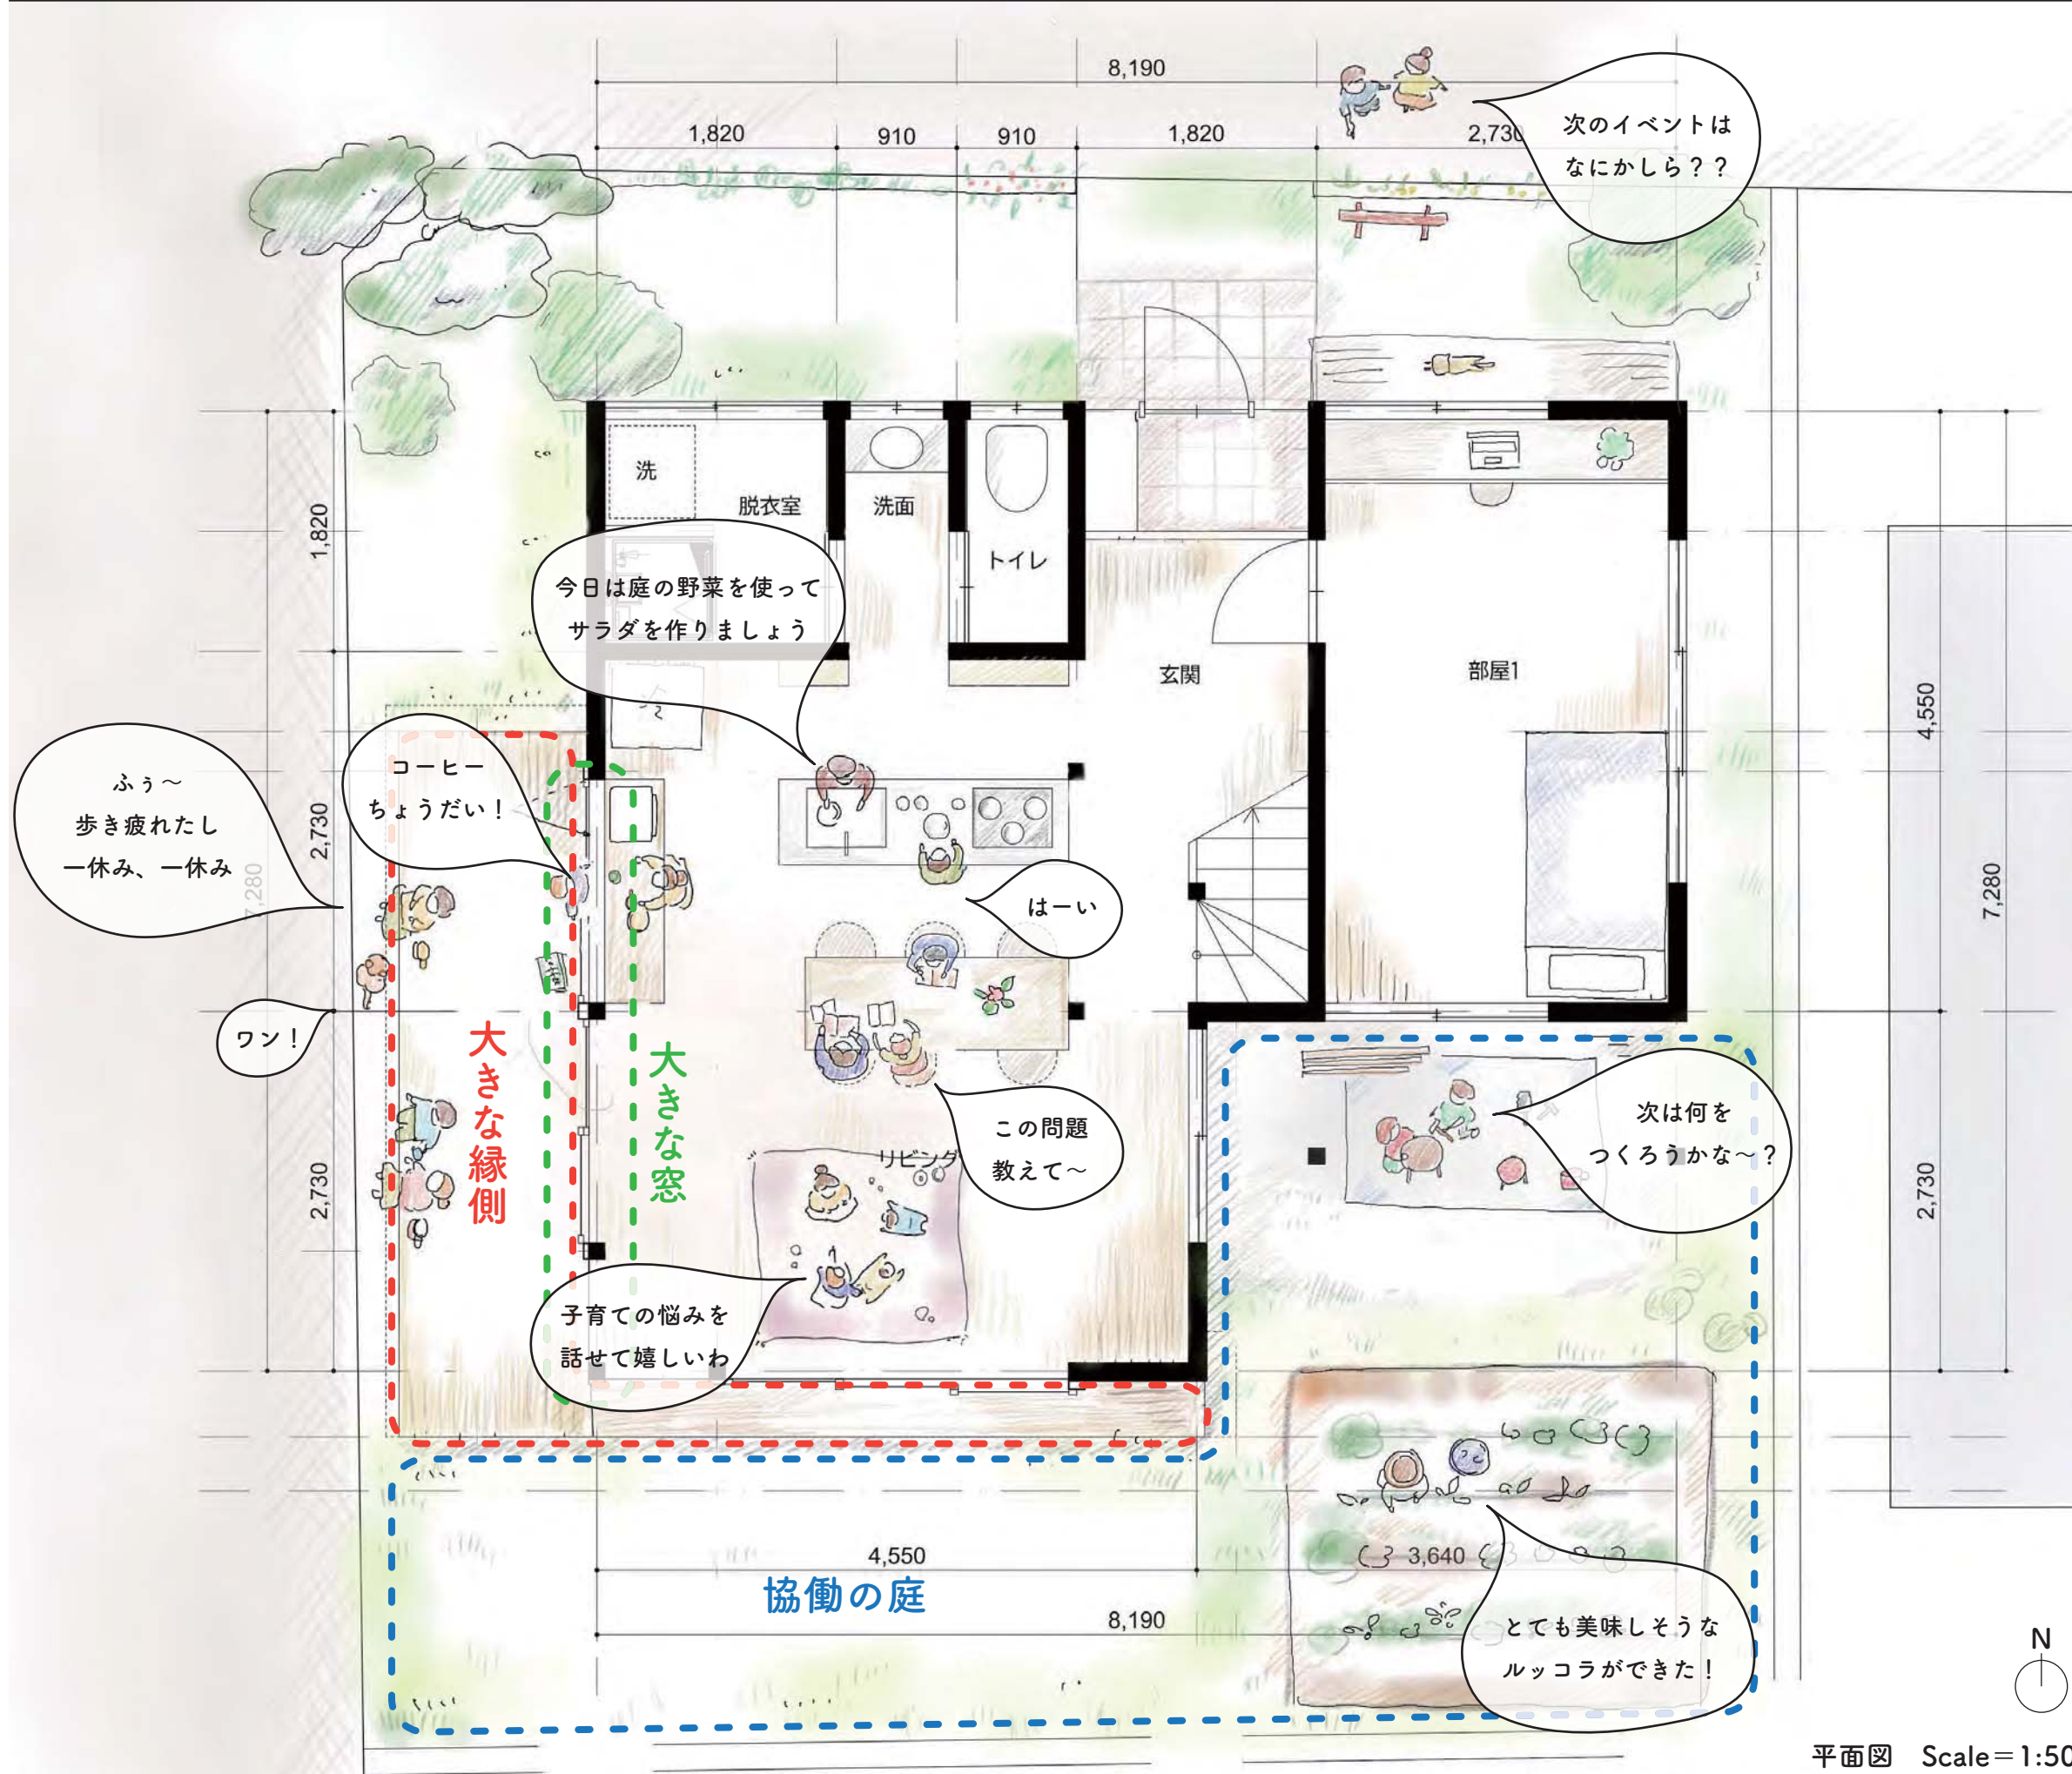 8,190
1,820
910
910
1,820
2,730
次のイベントは
なにかしら？？
洗
脱衣室
洗面
トイレ
今日は庭の野菜を使って
サラダを作りましょう
玄関
部屋1
1,820
2,730
7,280
2,730
4,550
7,280
2,730
ふぅ～
歩き疲れたし
一休み、一休み
コーヒー
ちょうだい！
はーい
ワン！
大きな縁側
大きな窓
この問題
教えて～
リビング
次は何を
つくろうかな～？
子育ての悩みを
話せて嬉しいわ
4,550
3,640
協働の庭
8,190
とても美味しそうな
ルッコラができた！
N
平面図　Scale＝1:50